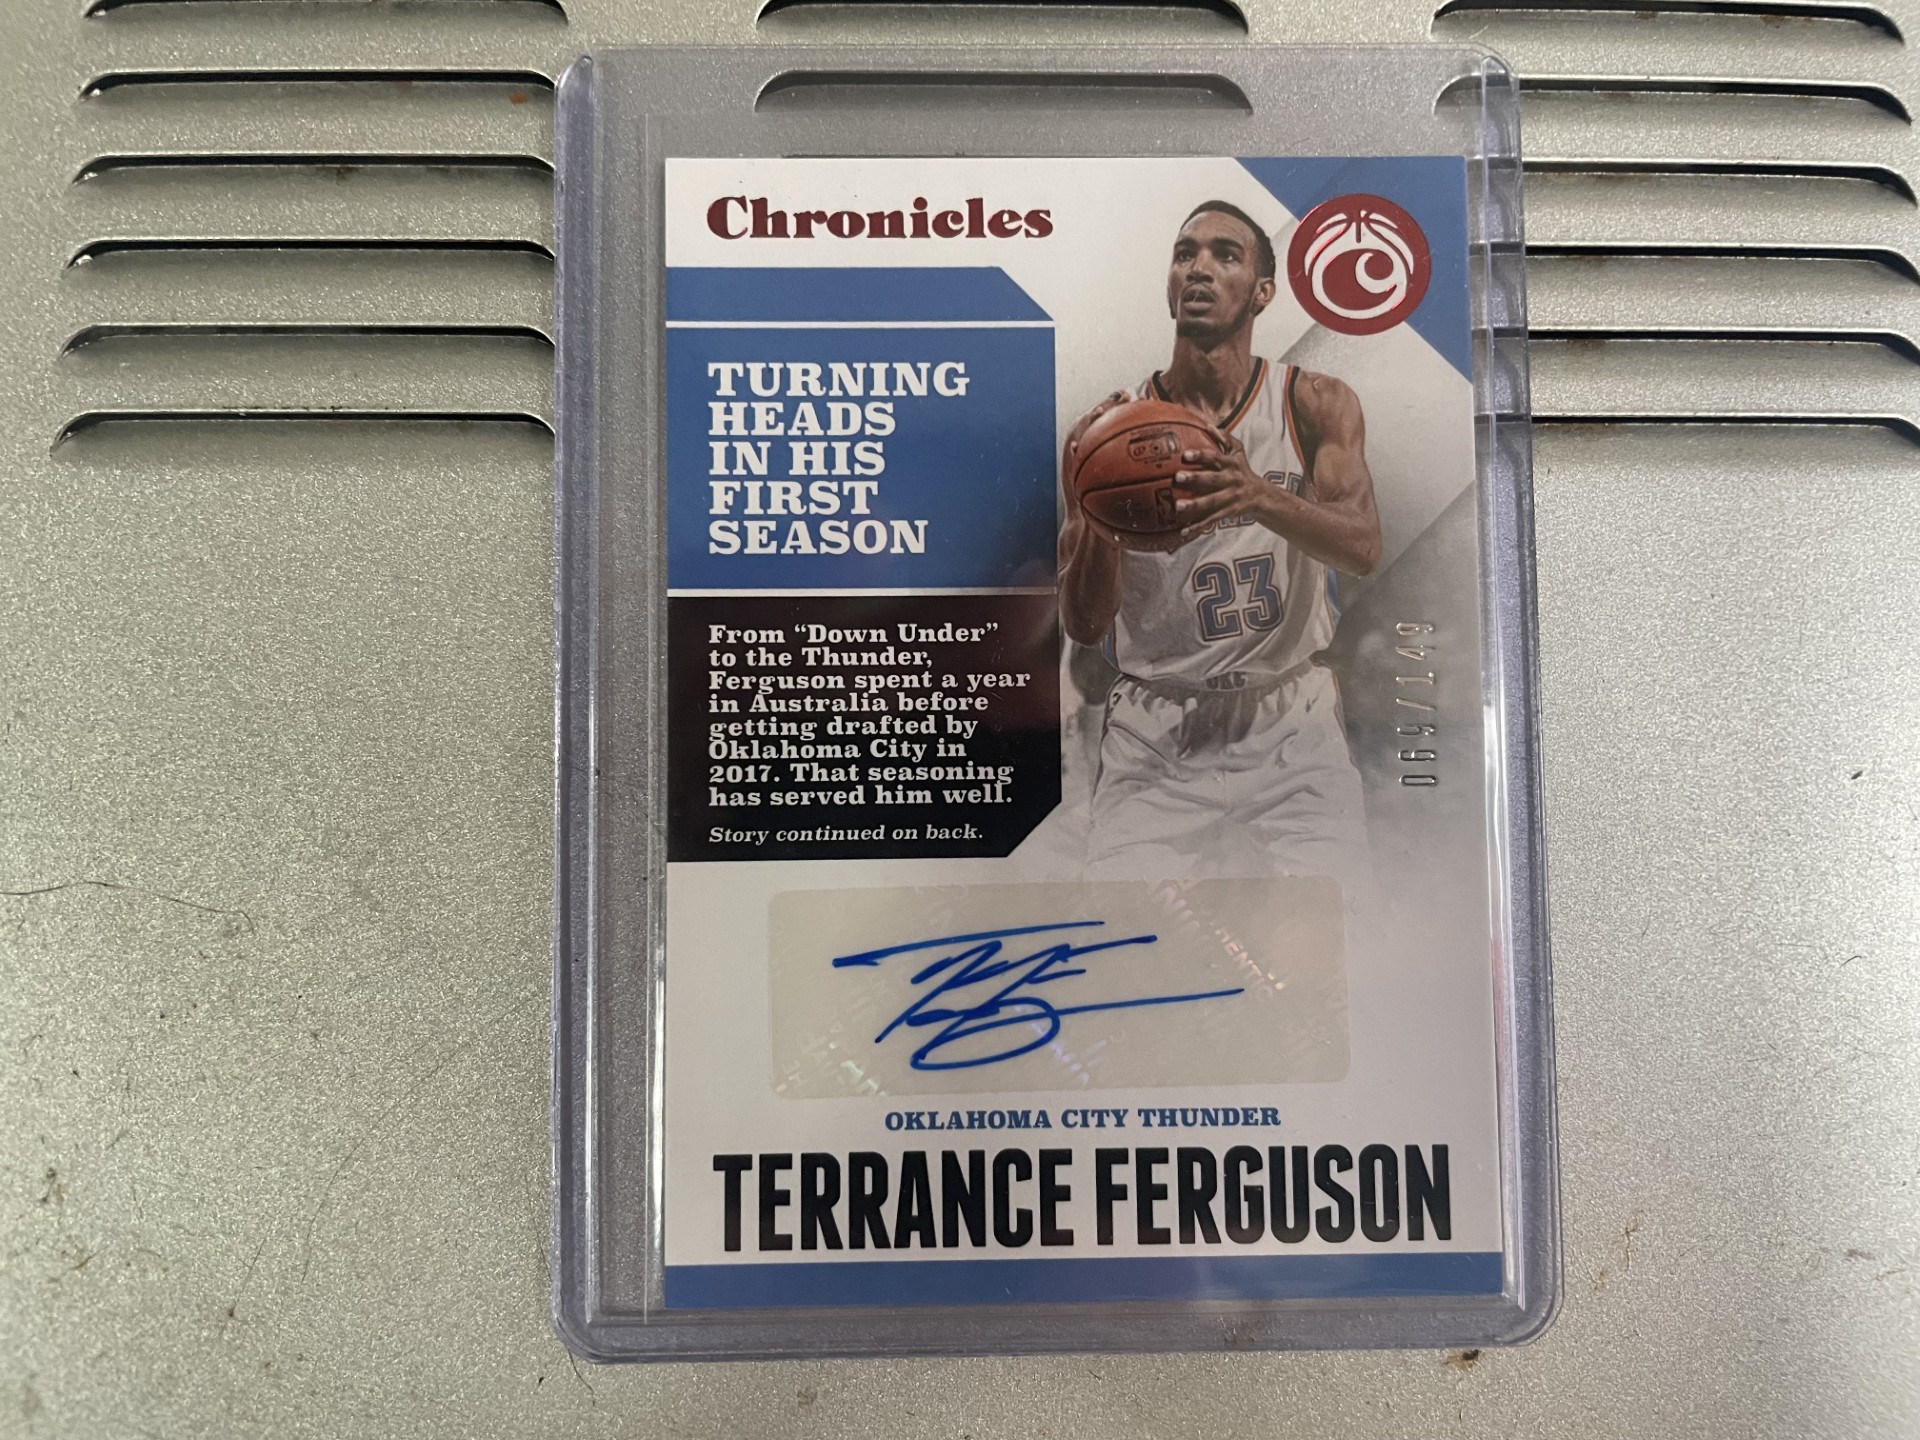 Chronicles
TURNING
HEADS
IN HIS
FIRST
SEASON
From “Down Under”
to the Thunder,
Ferguson spent a year
in Australia before
getting drafted by
Oklahoma City in
2017. That seasoning
has served him well.
Story continued on back.
23
OKC
069/149
OKLAHOMA CITY THUNDER
TERRANCE FERGUSON